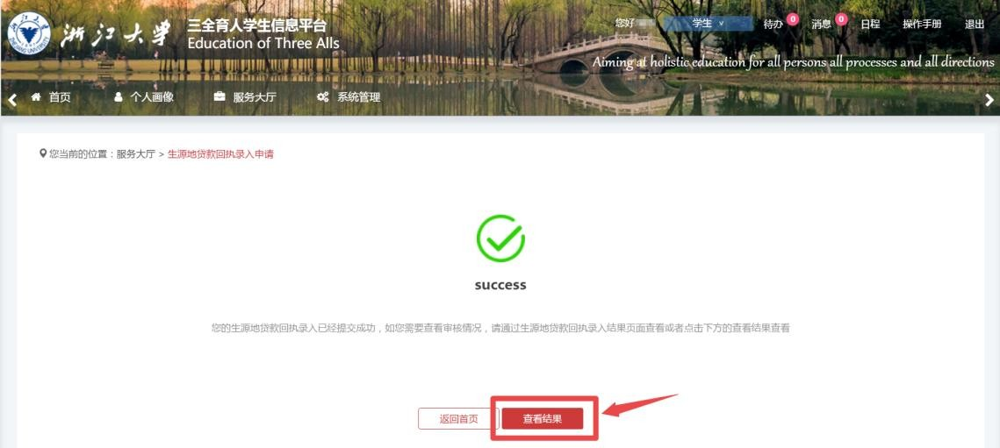 浙江大学
三全育人学生信息平台
Education of Three Alls
您好
学生 ∨
待办 0
消息 0
日程
操作手册
退出
Aiming at holistic education for all persons all processes and all directions
首页
个人画像
服务大厅
系统管理
您当前的位置：服务大厅 > 生源地贷款回执录入申请
success
您的生源地贷款回执录入已经提交成功，如您需要查看审核情况，请通过生源地贷款回执录入结果页面查看或者点击下方的查看结果查看
返回首页
查看结果